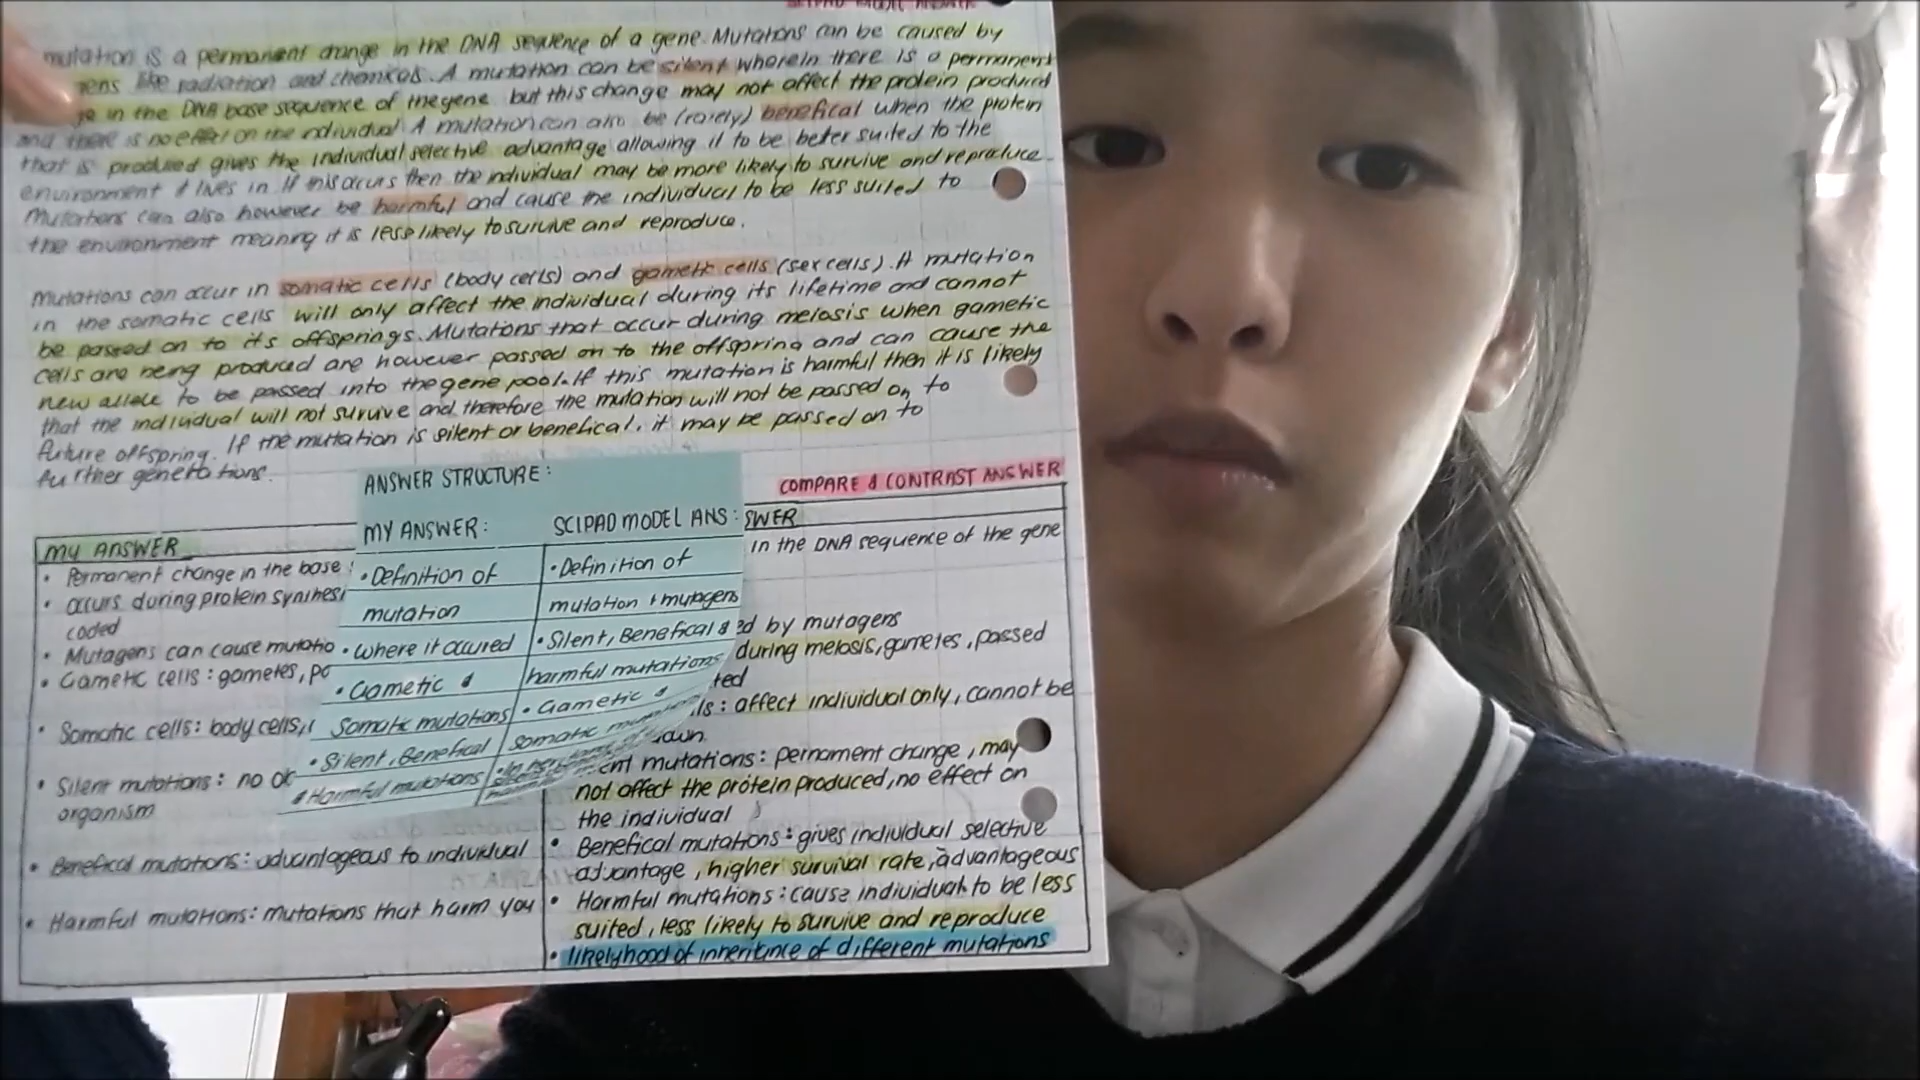 SCIPAD MODEL ANSWER
mutation is a permanent change in the DNA sequence of a gene. Mutations can be caused by
gens like radiation and chemicals. A mutation can be silent wherein there is a permanent
ge in the DNA base sequence of the gene but this change may not affect the protein produced
and there is no effect on the individual. A mutation can also be (rarely) benefical when the protein
that is produced gives the individual selective advantage allowing it to be better suited to the
environment it lives in. If this occurs then the individual may be more likely to survive and reproduce.
Mutations can also however be harmful and cause the individual to be less suited to
the environment meaning it is less likely to survive and reproduce.
Mutations can occur in somatic cells (body cells) and gametic cells (sex cells). A mutation
in the somatic cells will only affect the individual during its lifetime and cannot
be passed on to its offsprings. Mutations that occur during meiosis when gametic
cells are being produced are however passed on to the offspring and can cause the
new allele to be passed into the gene pool. If this mutation is harmful then it is likely
that the individual will not survive and therefore the mutation will not be passed on to
future offspring. If the mutation is silent or benefical, it may be passed on to
further generations.
COMPARE & CONTRAST ANSWER
ANSWER STRUCTURE:
MY ANSWER:
• Definition of
mutation
• where it occured
• Gametic &
Somatic mutations
• Silent, Benefical
& Harmful mutations
SCIPAD MODEL ANS:
• Definition of
mutation & mutagens
• Silent, Benefical &
harmful mutations
• Gametic &
somatic
MY ANSWER
• Permanent change in the base
• occurs during protein synthesi
coded
• Mutagens can cause mutatio
• Gametic cells: gametes, pa
• Somatic cells: body cells,
• Silent mutations: no
organism
• Benefical mutations: advantageous to individual
• Harmful mutations: mutations that harm you
SWER
in the DNA sequence of the gene
ed by mutagens
during meiosis, gametes, passed
ted
ls: affect individual only, cannot be
down
ent mutations: pernament change, may
not affect the protein produced, no effect on
the individual
• Benefical mutations: gives individual selective
advantage, higher survival rate, advantageous
• Harmful mutations: cause individual to be less
suited, less likely to survive and reproduce
• likelyhood of inheritance of different mutations